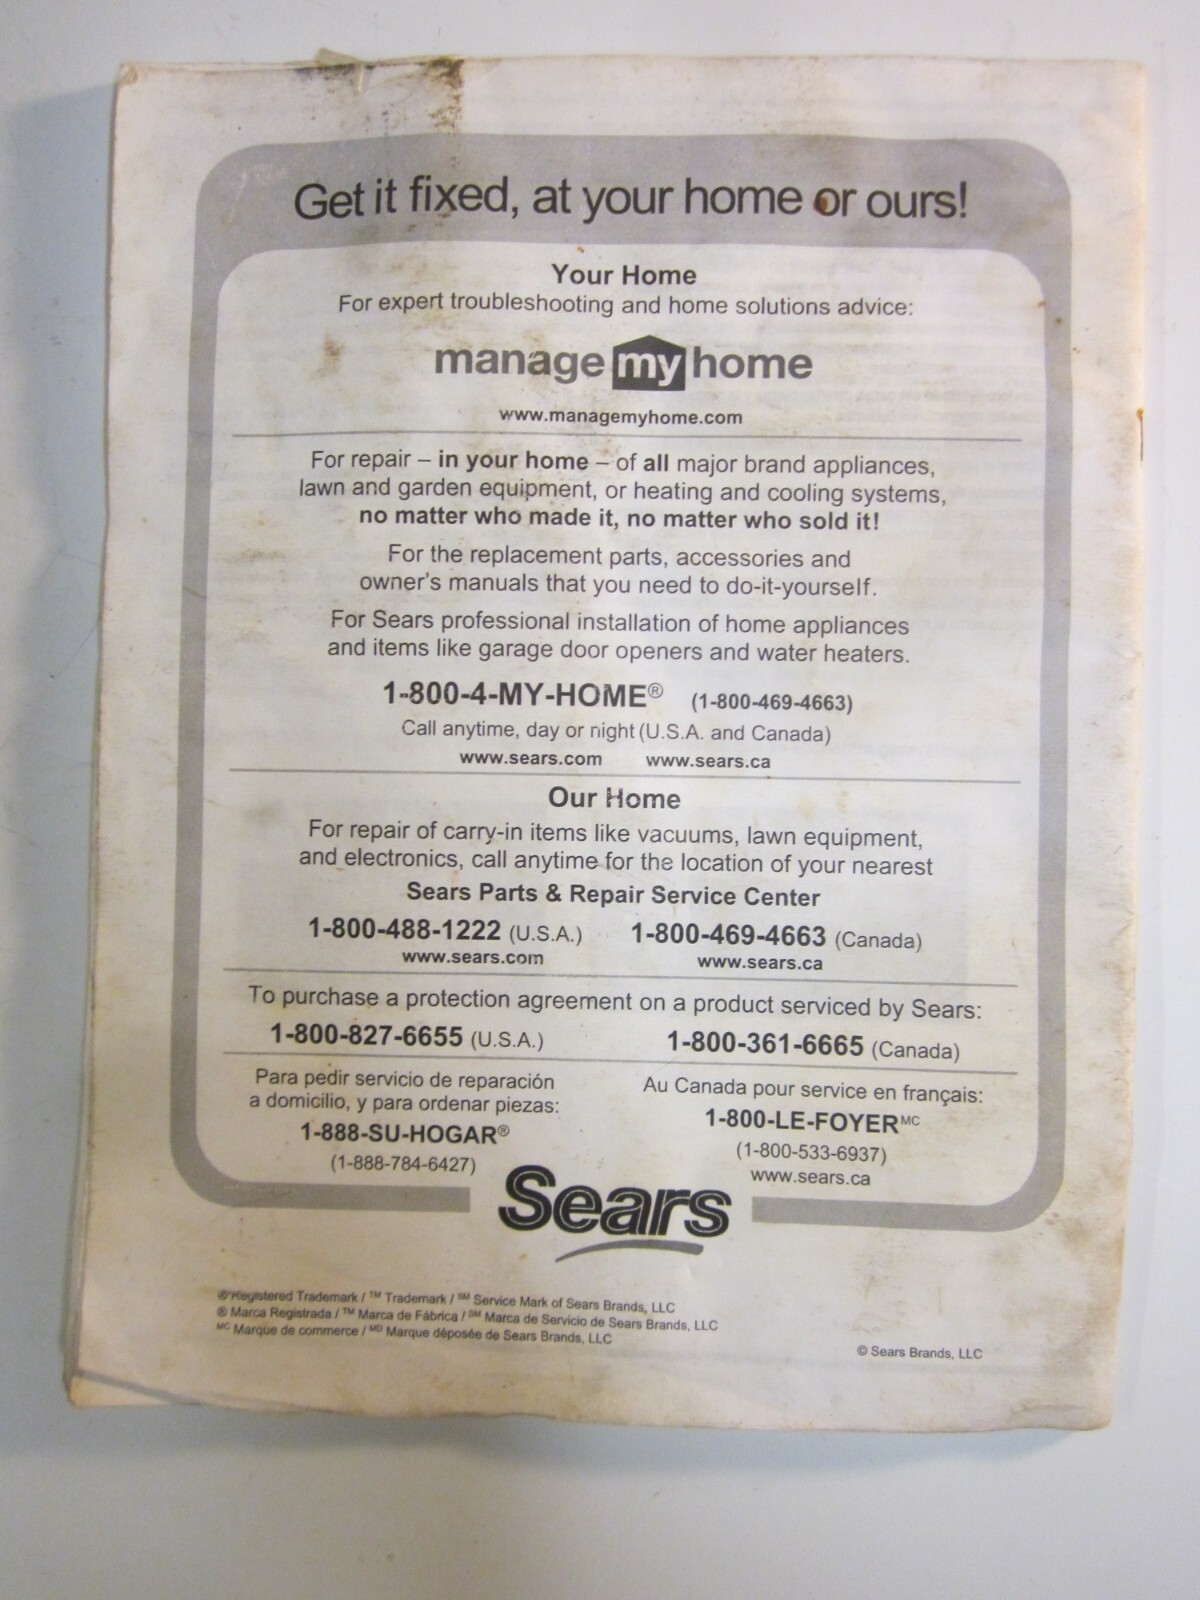 Get it fixed, at your home or ours!
Your Home
For expert troubleshooting and home solutions advice:
manage my home
www.managemyhome.com
For repair – in your home – of all major brand appliances,
lawn and garden equipment, or heating and cooling systems,
no matter who made it, no matter who sold it!
For the replacement parts, accessories and
owner's manuals that you need to do-it-yourself.
For Sears professional installation of home appliances
and items like garage door openers and water heaters.
1-800-4-MY-HOME® (1-800-469-4663)
Call anytime, day or night (U.S.A. and Canada)
www.sears.com www.sears.ca
Our Home
For repair of carry-in items like vacuums, lawn equipment,
and electronics, call anytime for the location of your nearest
Sears Parts & Repair Service Center
1-800-488-1222 (U.S.A.) 1-800-469-4663 (Canada)
www.sears.com www.sears.ca
To purchase a protection agreement on a product serviced by Sears:
1-800-827-6655 (U.S.A.) 1-800-361-6665 (Canada)
Para pedir servicio de reparación
a domicilio, y para ordenar piezas:
1-888-SU-HOGAR®
(1-888-784-6427)
Au Canada pour service en français:
1-800-LE-FOYER MC
(1-800-533-6937)
www.sears.ca
Sears
® Registered Trademark / TM Trademark / SM Service Mark of Sears Brands, LLC
® Marca Registrada / TM Marca de Fábrica / SM Marca de Servicio de Sears Brands, LLC
MC Marque de commerce / MD Marque déposée de Sears Brands, LLC
© Sears Brands, LLC